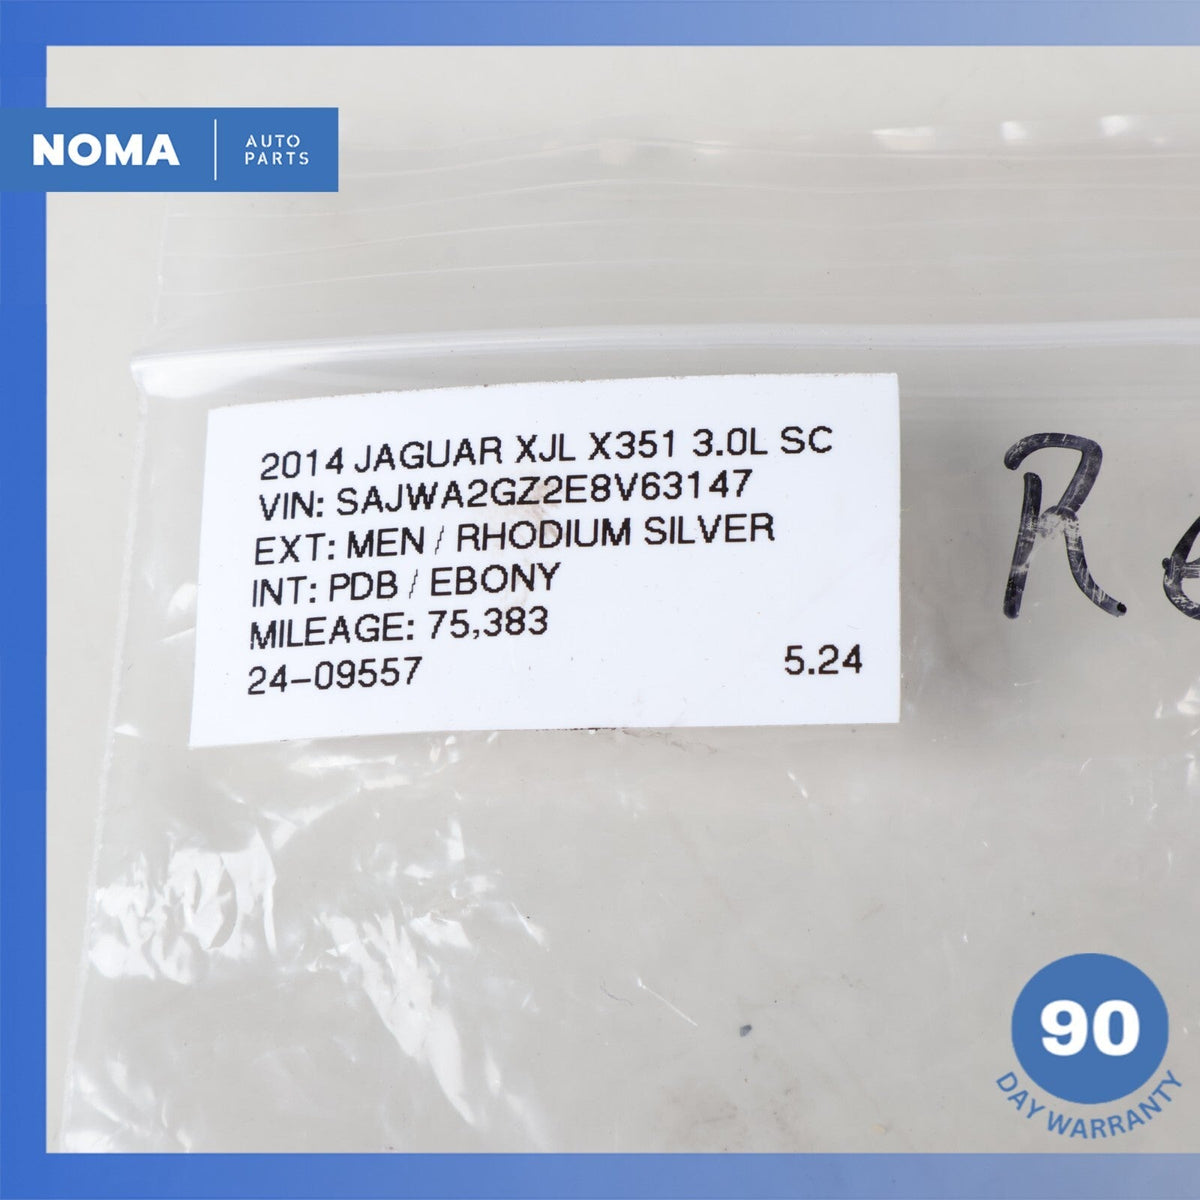 NOMA
AUTO
PARTS
2014 JAGUAR XJL X351 3.0L SC
VIN: SAJWA2GZ2E8V63147
EXT: MEN / RHODIUM SILVER
INT: PDB / EBONY
MILEAGE: 75,383
24-09557 5.24
90
DAY WARRANTY